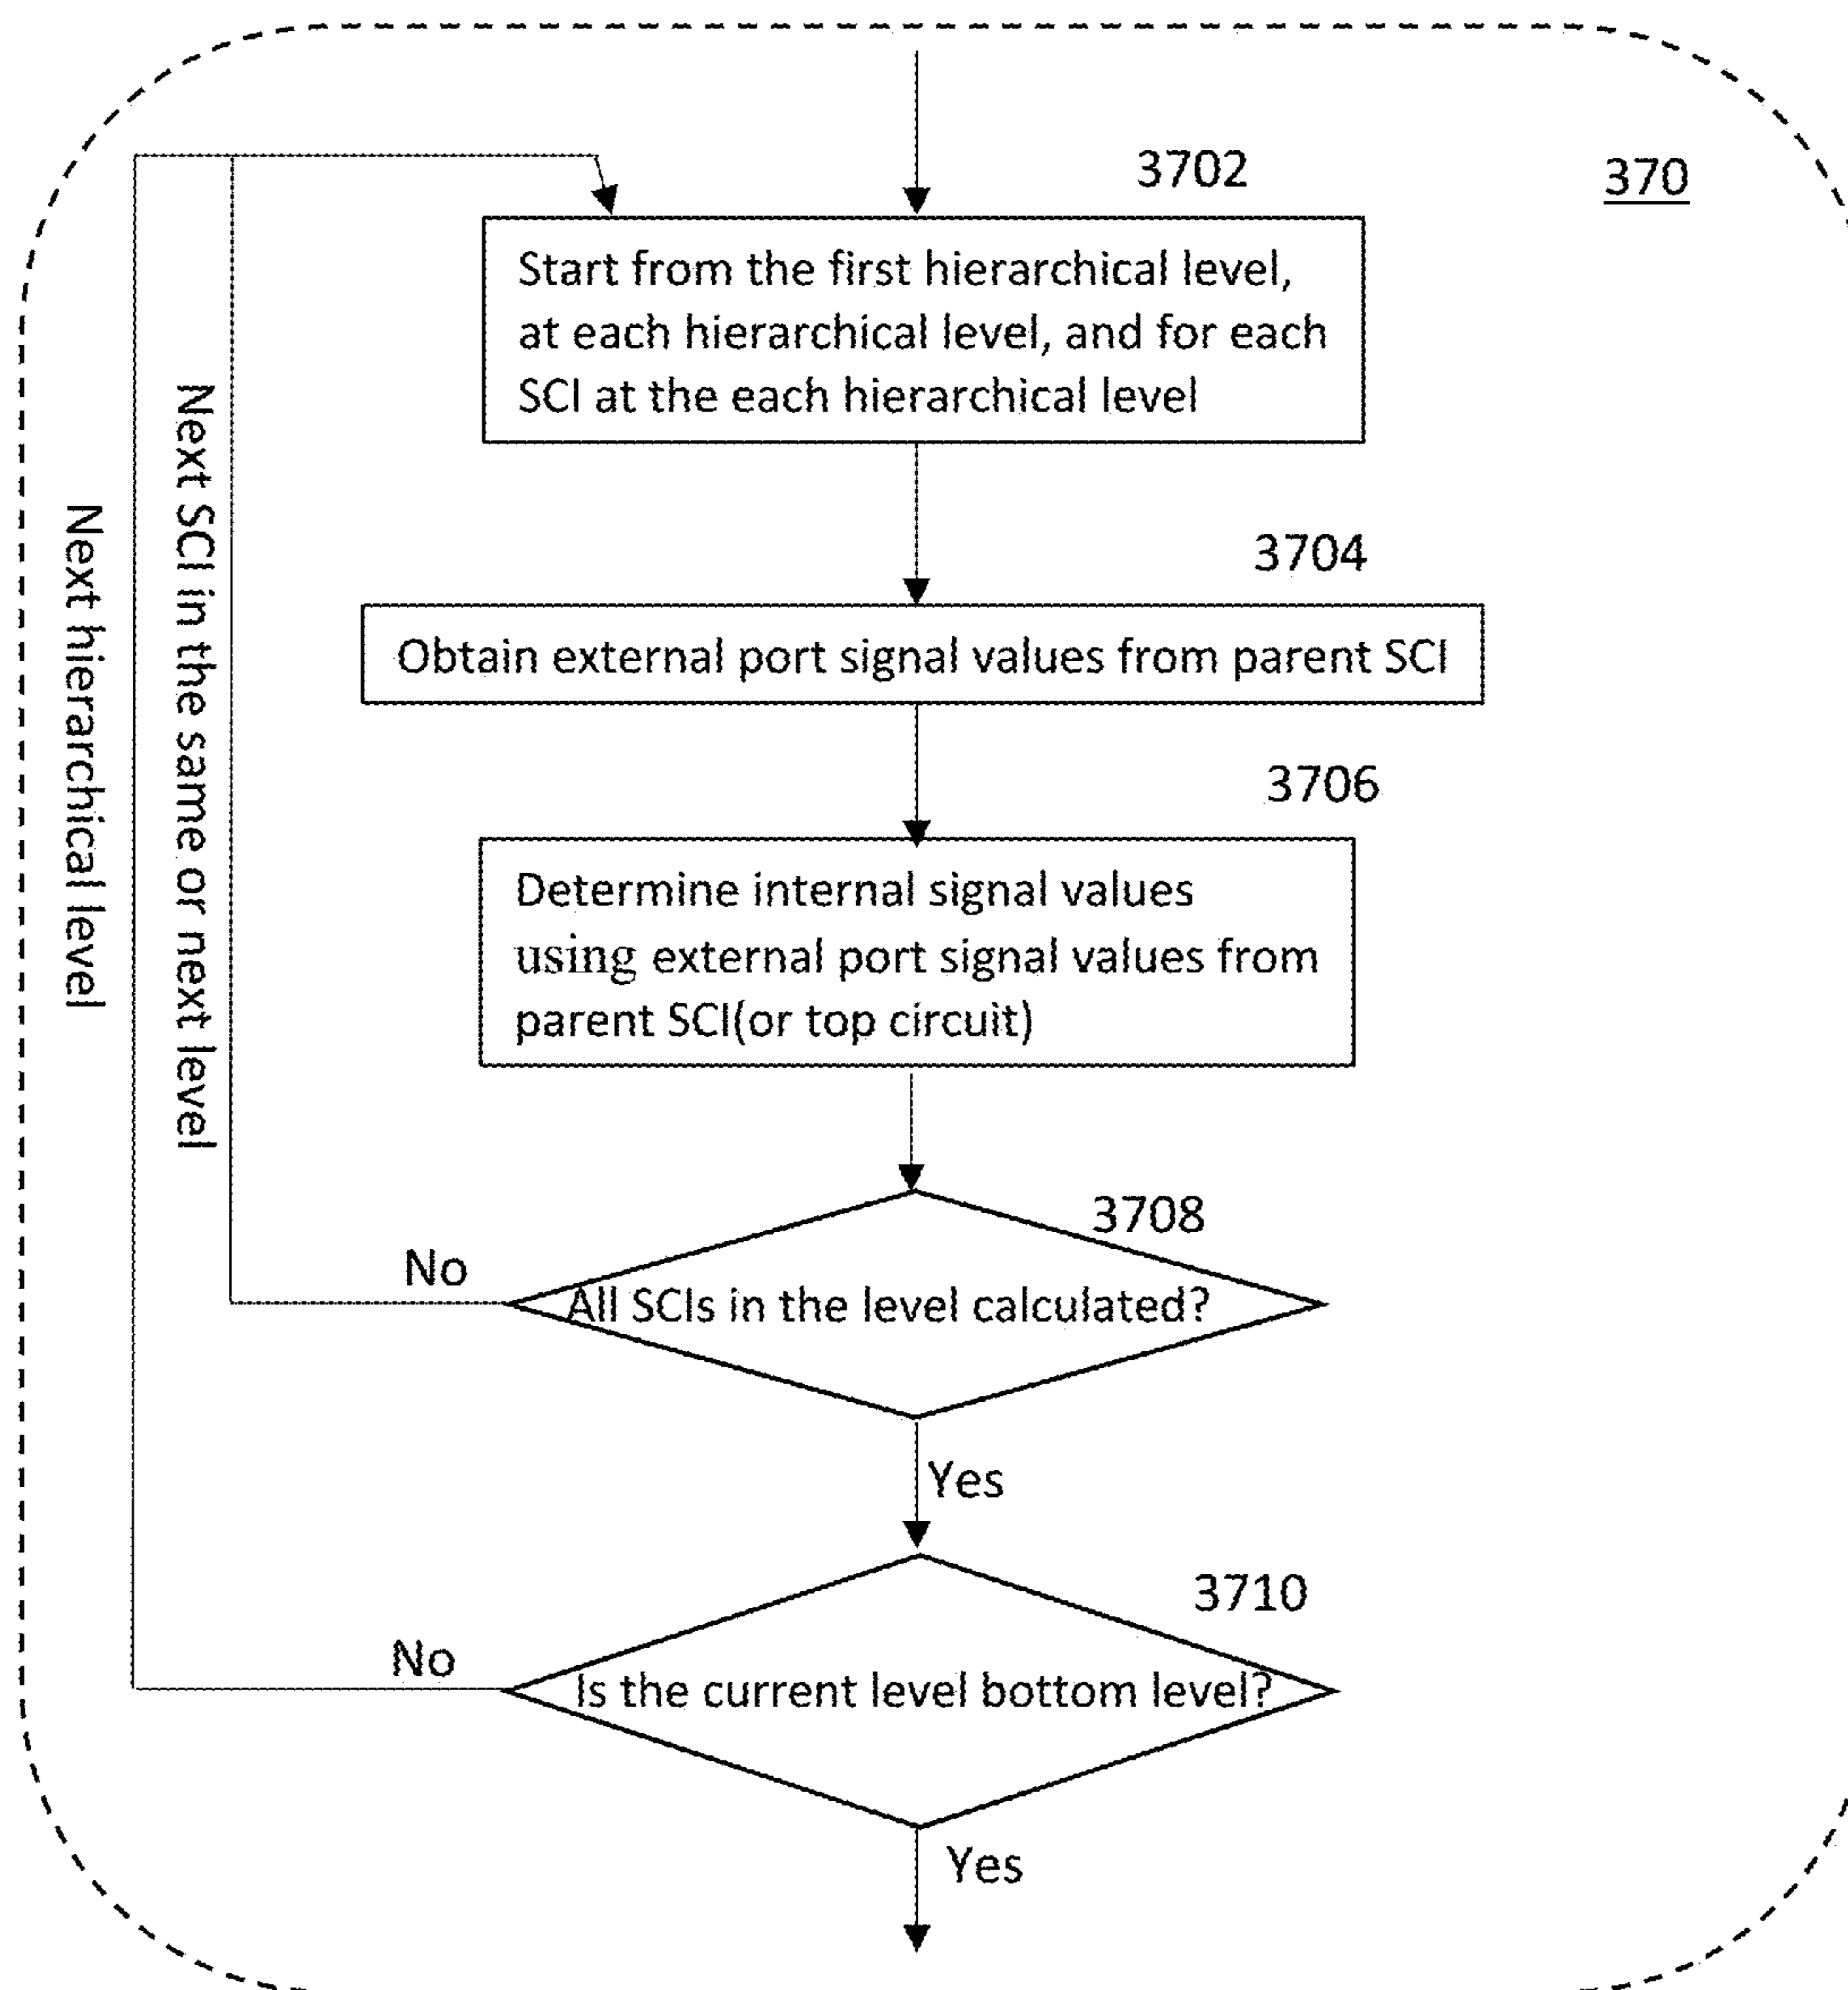 3702
370
Start from the first hierarchical level,
at each hierarchical level, and for each
SCI at the each hierarchical level
3704
Obtain external port signal values from parent SCI
3706
Determine internal signal values
using external port signal values from
parent SCI(or top circuit)
3708
No
All SCIs in the level calculated?
Yes
3710
No
Is the current level bottom level?
Yes
Next SCI in the same or next level
Next hierarchical level